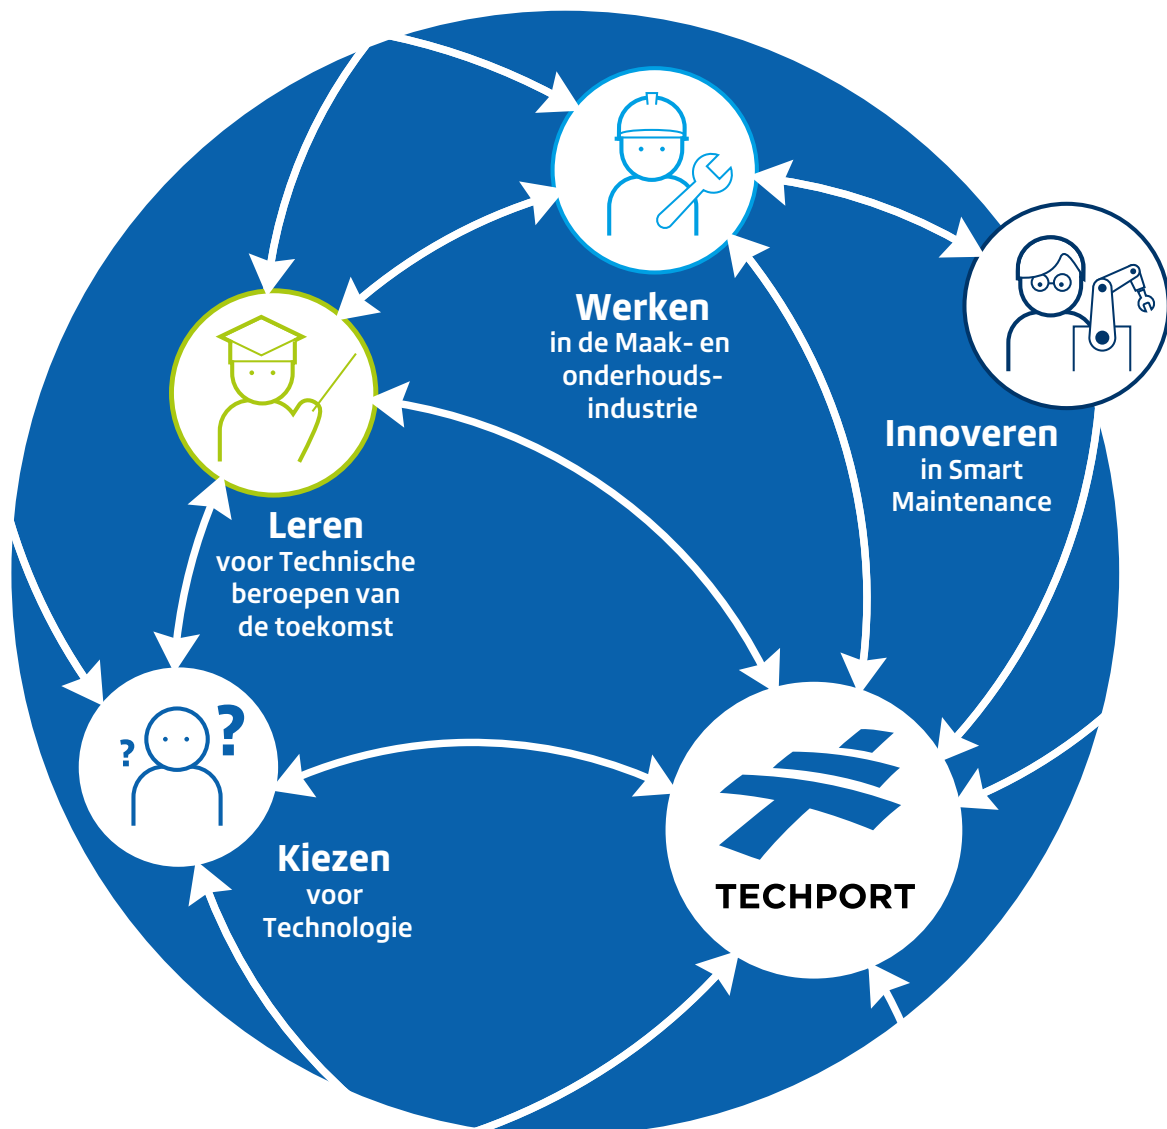 Werken
in de Maak- en
onderhouds-
industrie
Innoveren
in Smart
Maintenance
Leren
voor Technische
beroepen van
de toekomst
? ?
Kiezen
voor
Technologie
TECHPORT